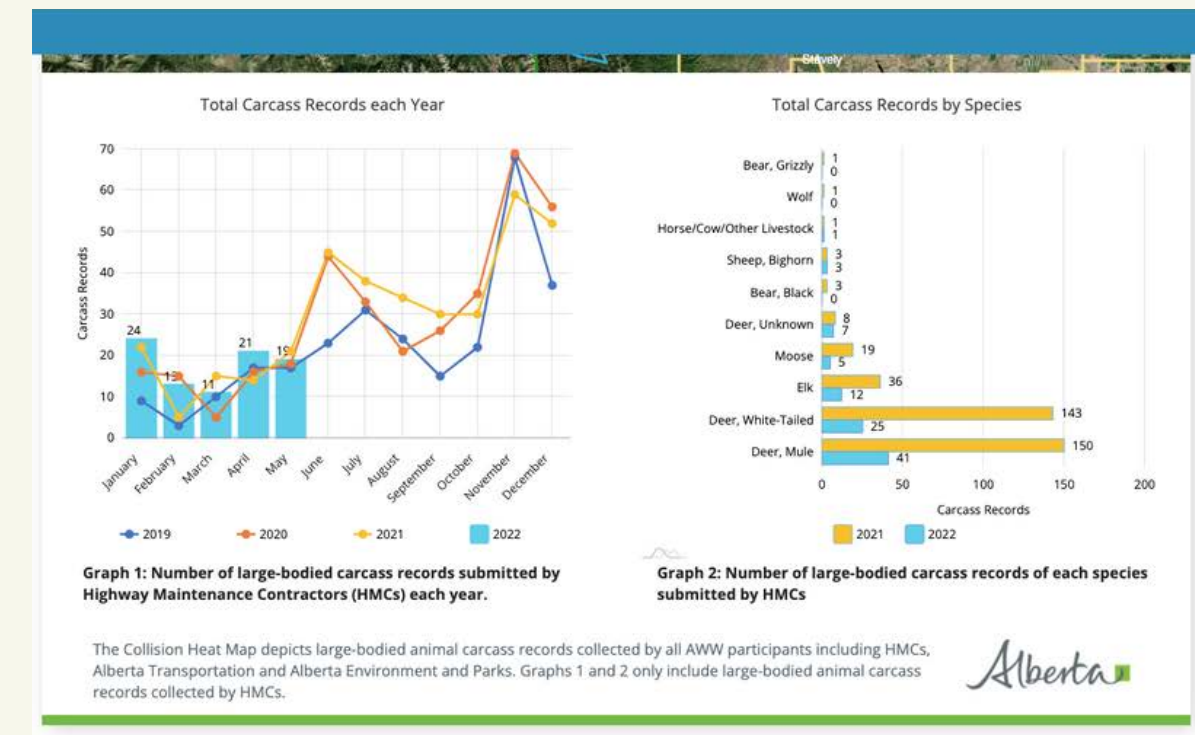 Stavely
Total Carcass Records each Year
70
60
50
40
30
20
10
0
Carcass Records
24
13
11
21
19
January
February
March
April
May
June
July
August
September
October
November
December
2019
2020
2021
2022
Graph 1: Number of large-bodied carcass records submitted by
Highway Maintenance Contractors (HMCs) each year.
Total Carcass Records by Species
Bear, Grizzly
1
0
Wolf
1
0
Horse/Cow/Other Livestock
1
1
Sheep, Bighorn
3
3
Bear, Black
3
0
Deer, Unknown
8
7
Moose
19
5
Elk
36
12
Deer, White-Tailed
143
25
Deer, Mule
150
41
0
50
100
150
200
Carcass Records
2021
2022
Graph 2: Number of large-bodied carcass records of each species
submitted by HMCs
The Collision Heat Map depicts large-bodied animal carcass records collected by all AWW participants including HMCs,
Alberta Transportation and Alberta Environment and Parks. Graphs 1 and 2 only include large-bodied animal carcass
records collected by HMCs.
Alberta